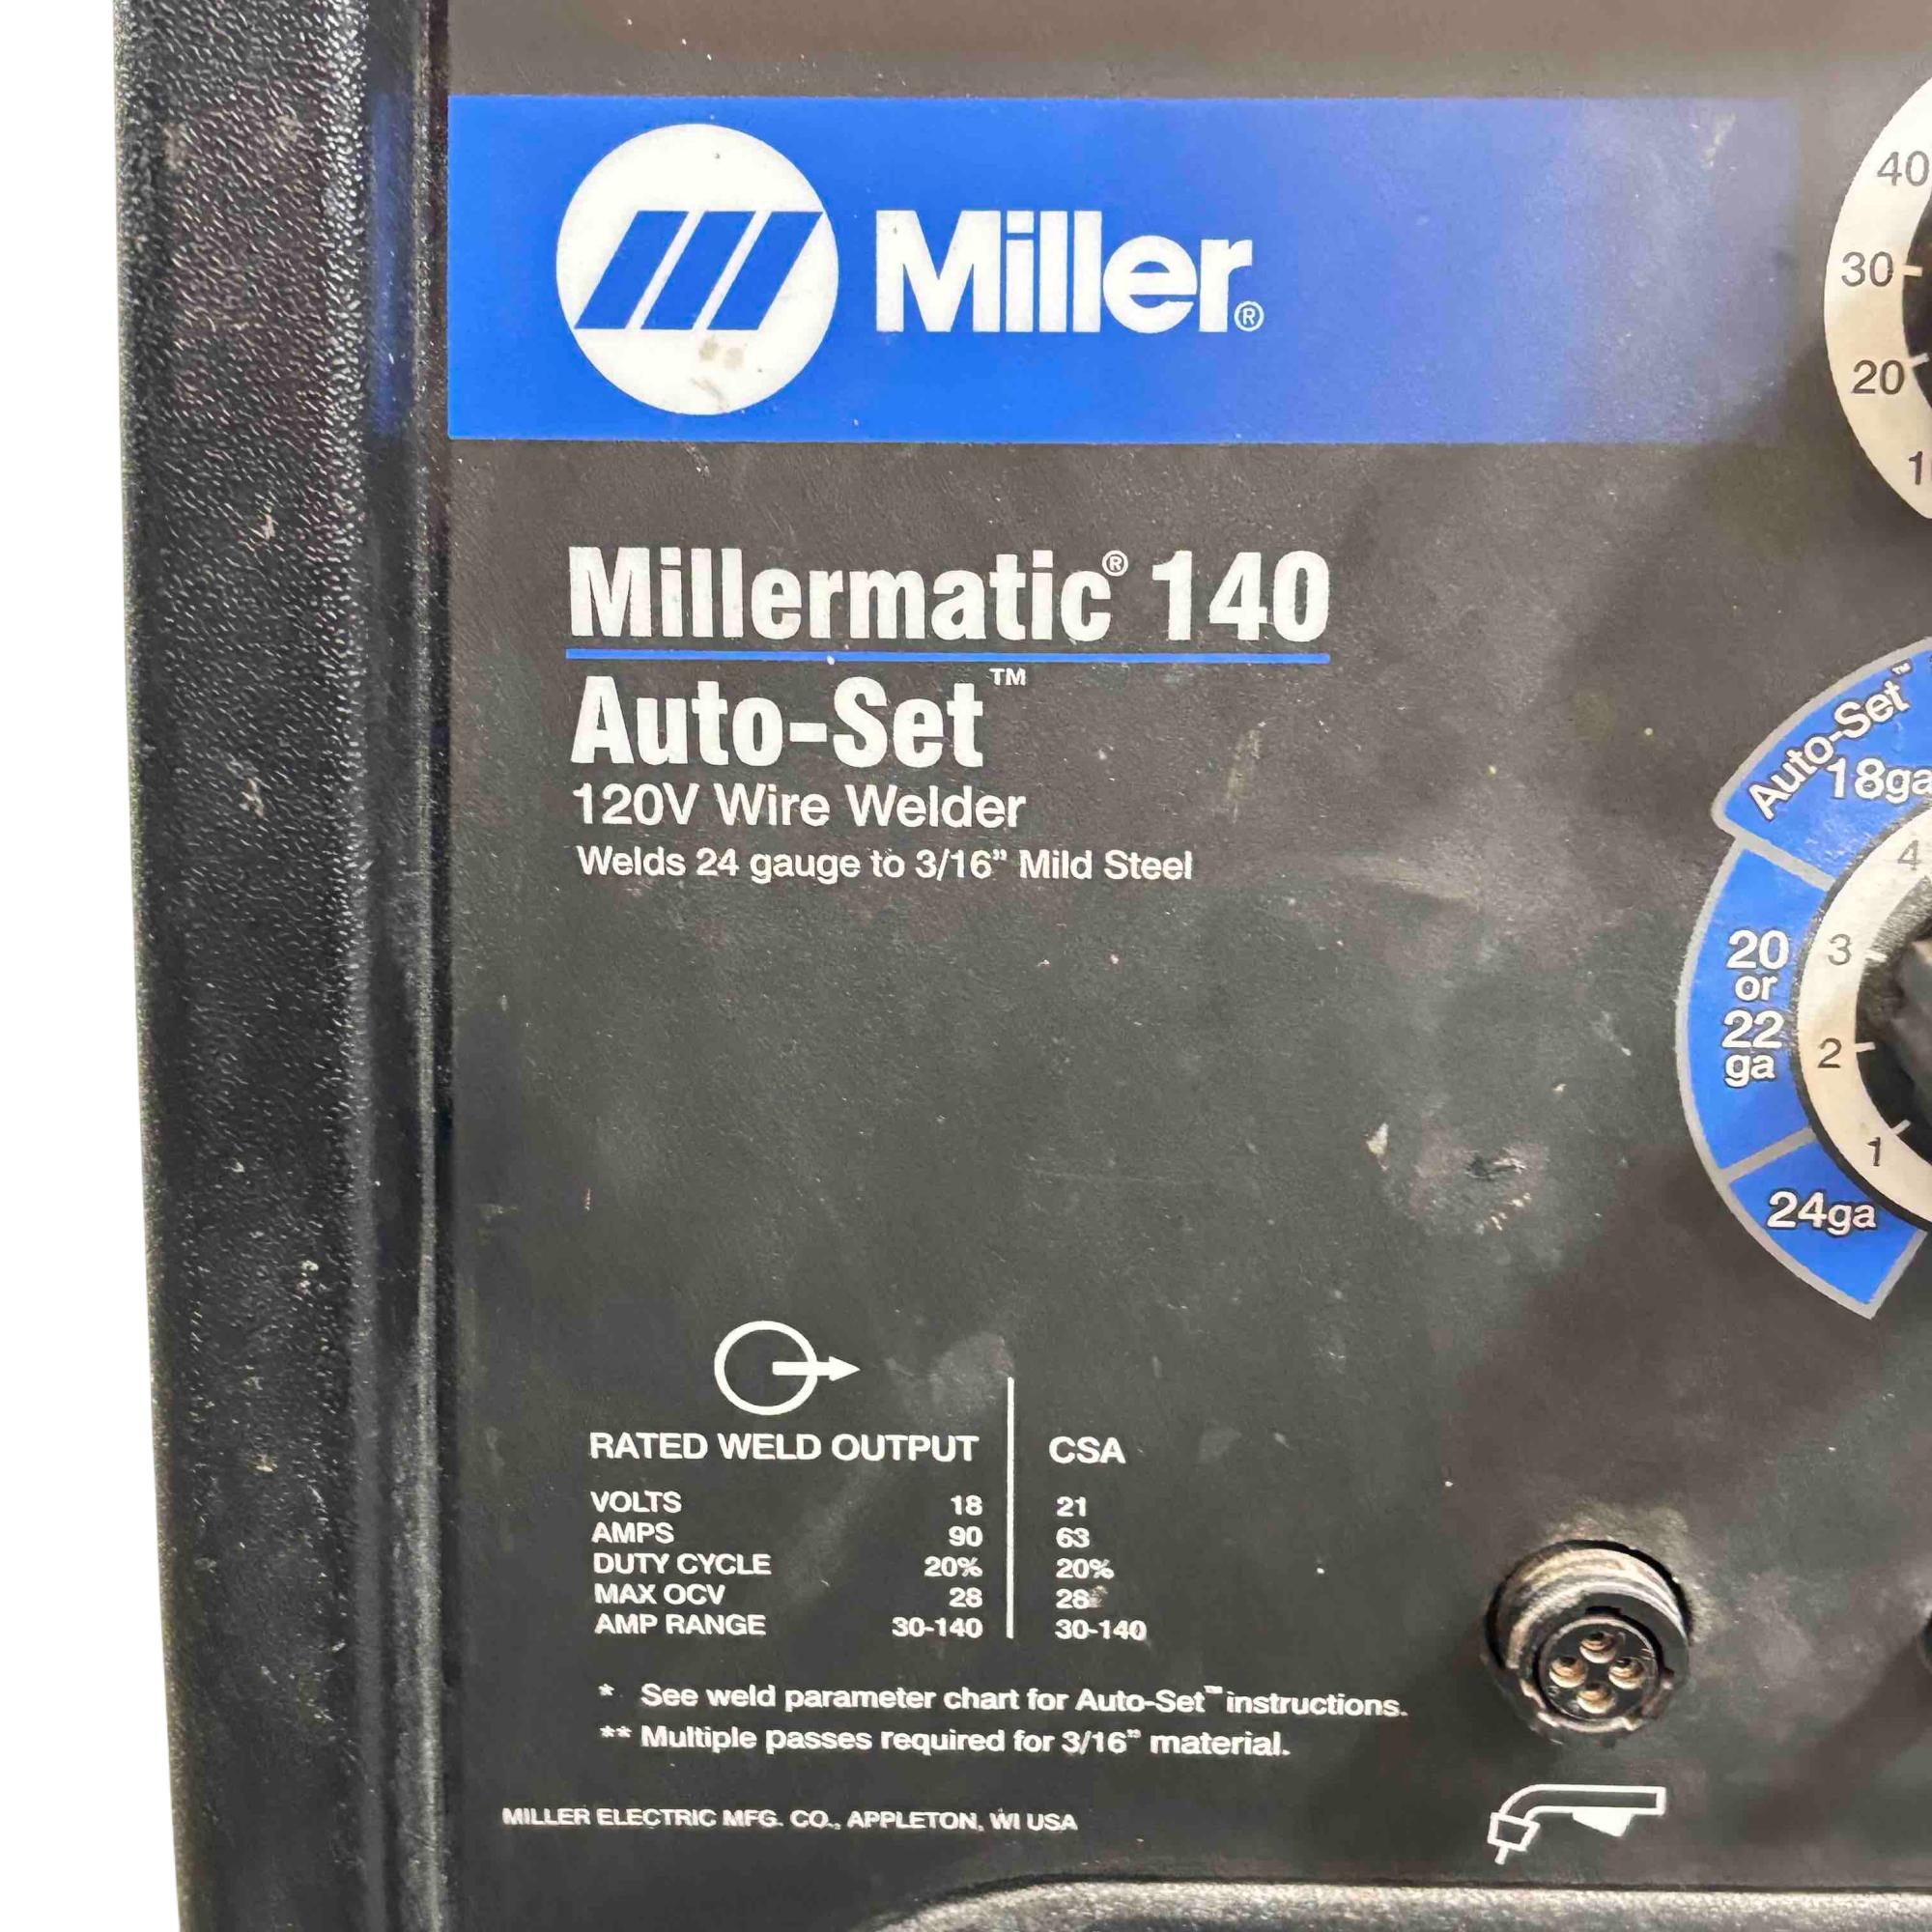 Miller®
Millermatic® 140
Auto-Set™
120V Wire Welder
Welds 24 gauge to 3/16” Mild Steel
40
30
20
Auto-Set™
18ga
4
20
or
22
ga
3
2
1
24ga
RATED WELD OUTPUT CSA
VOLTS 18 21
AMPS 90 63
DUTY CYCLE 20% 20%
MAX OCV 28 28
AMP RANGE 30-140 30-140
* See weld parameter chart for Auto-Set™ instructions.
** Multiple passes required for 3/16” material.
MILLER ELECTRIC MFG. CO., APPLETON, WI USA